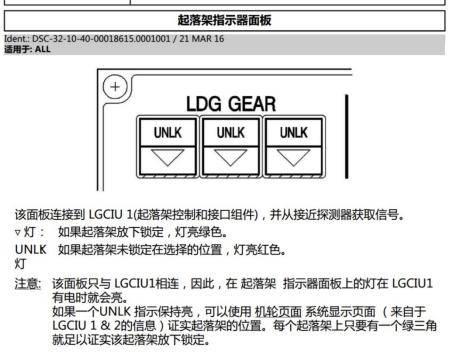 起落架指示器面板
Ident.: DSC-32-10-40-00018615.0001001 / 21 MAR 16
适用于: ALL
LDG GEAR
UNLK UNLK UNLK
该面板连接到 LGCIU 1(起落架控制和接口组件)，并从接近探测器获取信号。
▽灯： 如果起落架放下锁定，灯亮绿色。
UNLK 如果起落架未锁定在选择的位置，灯亮红色。
灯
注意: 该面板只与 LGCIU1相连，因此，在 起落架 指示器面板上的灯在 LGCIU1
有电时就会亮。
如果一个UNLK 指示保持亮，可以使用 机轮页面 系统显示页面 （来自于
LGCIU 1 & 2的信息）证实起落架的位置。每个起落架上只要有一个绿三角
就足以证实该起落架放下锁定。